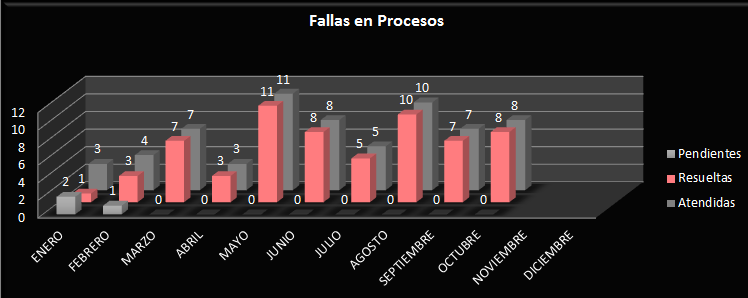 Fallas en Procesos
11
11
10
8
8
10
8
7
7
7
7
8
5
5
4
3
3
3
3
2
1
1
0
0
0
0
0
0
0
0
12
10
8
6
4
2
0
ENERO
FEBRERO
MARZO
ABRIL
MAYO
JUNIO
JULIO
AGOSTO
SEPTIEMBRE
OCTUBRE
NOVIEMBRE
DICIEMBRE
Pendientes
Resueltas
Atendidas